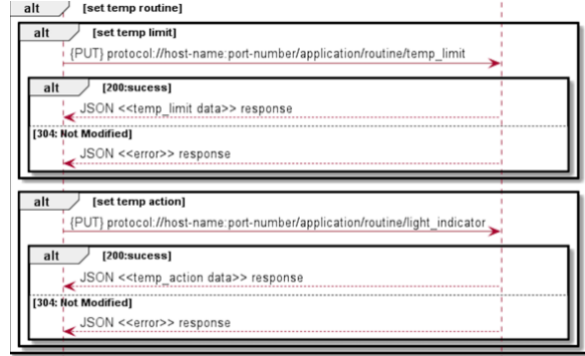 alt [set temp routine]
alt [set temp limit]
{PUT} protocol://host-name:port-number/application/routine/temp_limit
alt [200:sucess]
JSON <<temp_limit data>> response
[304: Not Modified]
JSON <<error>> response
alt [set temp action]
{PUT} protocol://host-name:port-number/application/routine/light_indicator
alt [200:sucess]
JSON <<temp_action data>> response
[304: Not Modified]
JSON <<error>> response